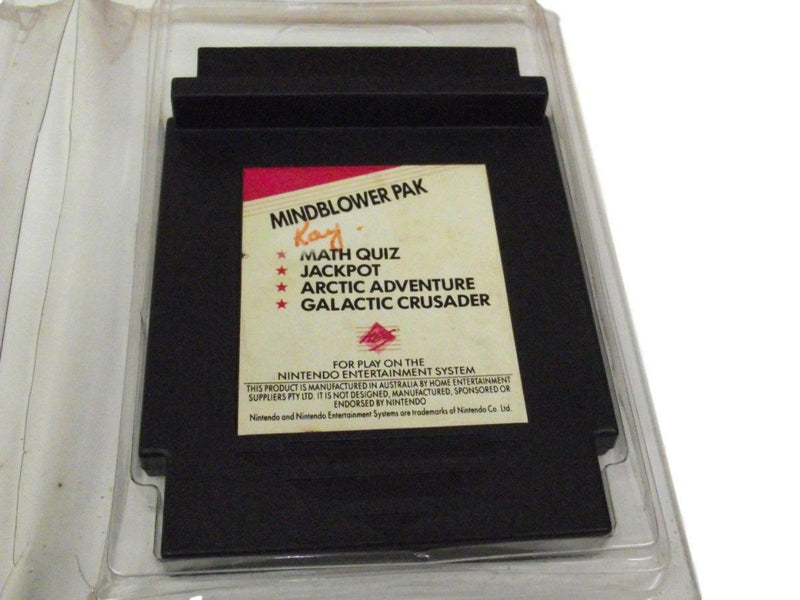 MINDBLOWER PAK
Kay.
★ MATH QUIZ
★ JACKPOT
★ ARCTIC ADVENTURE
★ GALACTIC CRUSADER
hes
FOR PLAY ON THE
NINTENDO ENTERTAINMENT SYSTEM
THIS PRODUCT IS MANUFACTURED IN AUSTRALIA BY HOME ENTERTAINMENT
SUPPLIERS PTY LTD. IT IS NOT DESIGNED, MANUFACTURED, SPONSORED OR
ENDORSED BY NINTENDO
Nintendo and Nintendo Entertainment Systems are trademarks of Nintendo Co. Ltd.